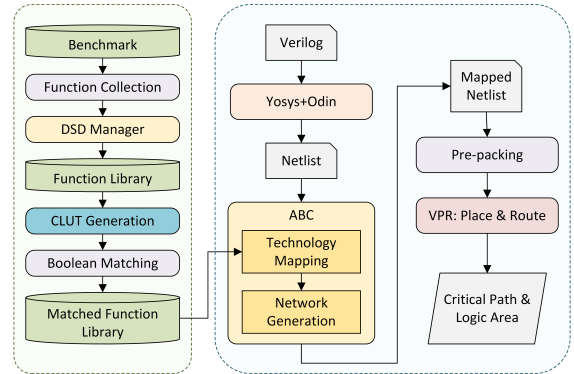 Benchmark
Function Collection
DSD Manager
Function Library
CLUT Generation
Boolean Matching
Matched Function
Library
Verilog
Yosys+Odin
Netlist
ABC
Technology
Mapping
Network
Generation
Mapped
Netlist
Pre-packing
VPR: Place & Route
Critical Path &
Logic Area